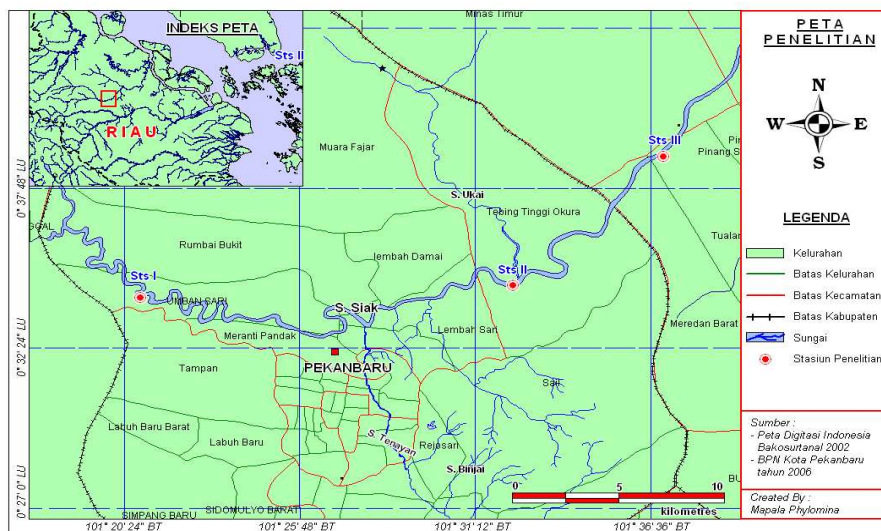 INDEKS PETA
Sts II
RIAU
Minas Timur
Muara Fajar
S. Ukai
Tebing Tinggi Okura
Sts III
Pinang S
Tualan
Rumbai Bukit
lembah Damai
Sts I
UMBAN SARI
Sts II
S. Siak
Meranti Pandak
Lembah Sari
Meredan Barat
PEKANBARU
Tampan
Sail
Labuh Baru Barat
Labuh Baru
S. Tenayan
Rejosari
S. Binjai
SIMPANG BARU
SIDOMULYO BARAT
BU
0
5
10
kilometres
0° 37' 48" LU
0° 32' 24" LU
0° 27' 0" LU
101° 20' 24" BT
101° 25' 48" BT
101° 31' 12" BT
101° 36' 36" BT
PETA
PENELITIAN
N
W
E
S
LEGENDA
Kelurahan
Batas Kelurahan
Batas Kecamatan
Batas Kabupaten
Sungai
Stasiun Penelitian
Sumber :
- Peta Digitasi Indonesia
Bakosurtanal 2002
- BPN Kota Pekanbaru
tahun 2006
Created By :
Mapala Phylomina